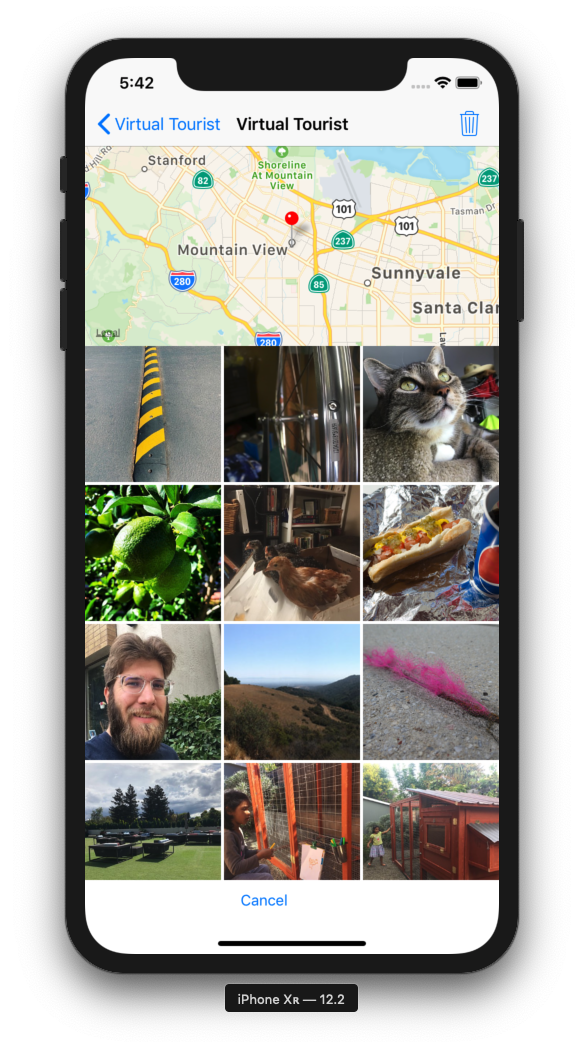 5:42
Virtual Tourist
Virtual Tourist
Stanford
Shoreline
At Mountain
View
82
237
101
Tasman Dr
101
237
Mountain View
280
Sunnyvale
85
Santa Clar
Legal
280
Cancel
iPhone Xʀ — 12.2